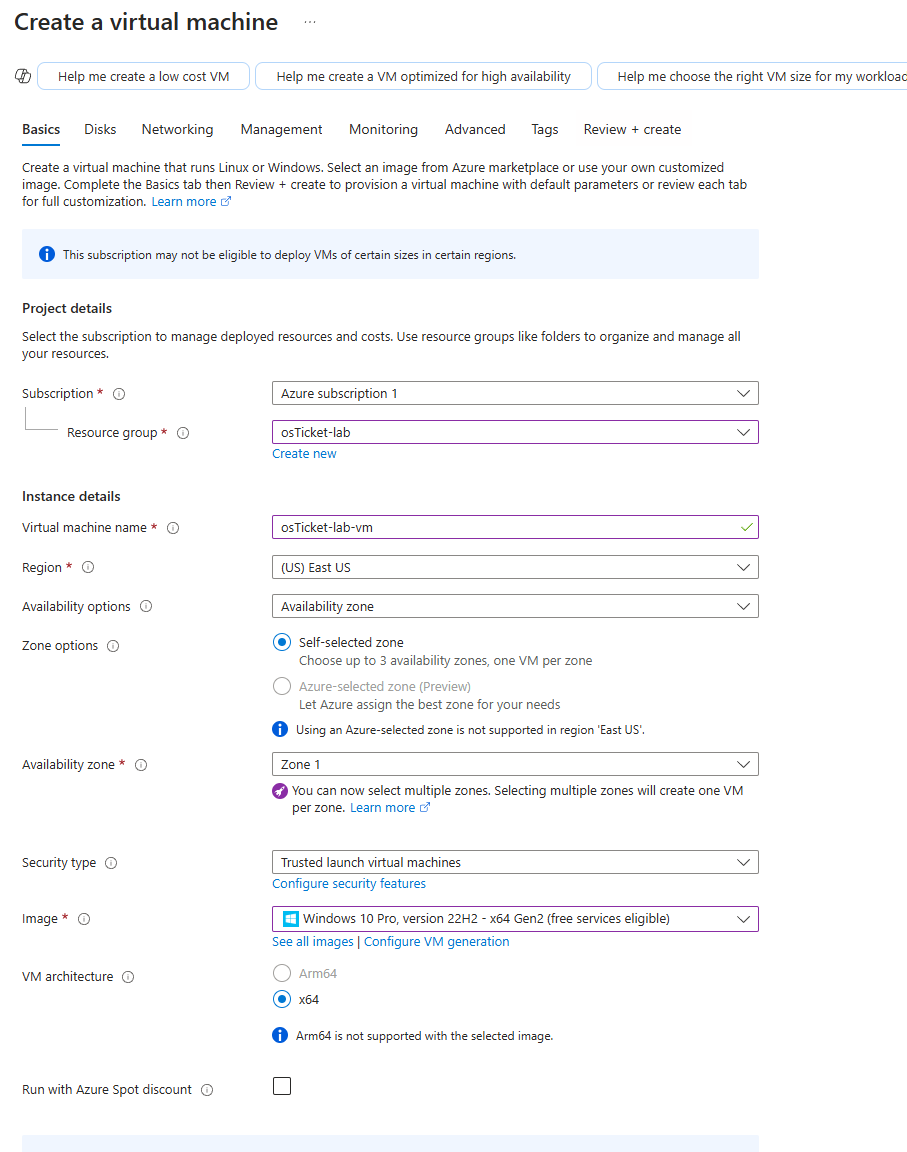 Create a virtual machine ...
Help me create a low cost VM
Help me create a VM optimized for high availability
Help me choose the right VM size for my workload
Basics
Disks
Networking
Management
Monitoring
Advanced
Tags
Review + create
Create a virtual machine that runs Linux or Windows. Select an image from Azure marketplace or use your own customized
image. Complete the Basics tab then Review + create to provision a virtual machine with default parameters or review each tab
for full customization. Learn more
This subscription may not be eligible to deploy VMs of certain sizes in certain regions.
Project details
Select the subscription to manage deployed resources and costs. Use resource groups like folders to organize and manage all
your resources.
Subscription *
Azure subscription 1
Resource group *
osTicket-lab
Create new
Instance details
Virtual machine name *
osTicket-lab-vm
Region *
(US) East US
Availability options
Availability zone
Zone options
Self-selected zone
Choose up to 3 availability zones, one VM per zone
Azure-selected zone (Preview)
Let Azure assign the best zone for your needs
Using an Azure-selected zone is not supported in region 'East US'.
Availability zone *
Zone 1
You can now select multiple zones. Selecting multiple zones will create one VM
per zone. Learn more
Security type
Trusted launch virtual machines
Configure security features
Image *
Windows 10 Pro, version 22H2 - x64 Gen2 (free services eligible)
See all images | Configure VM generation
VM architecture
Arm64
x64
Arm64 is not supported with the selected image.
Run with Azure Spot discount